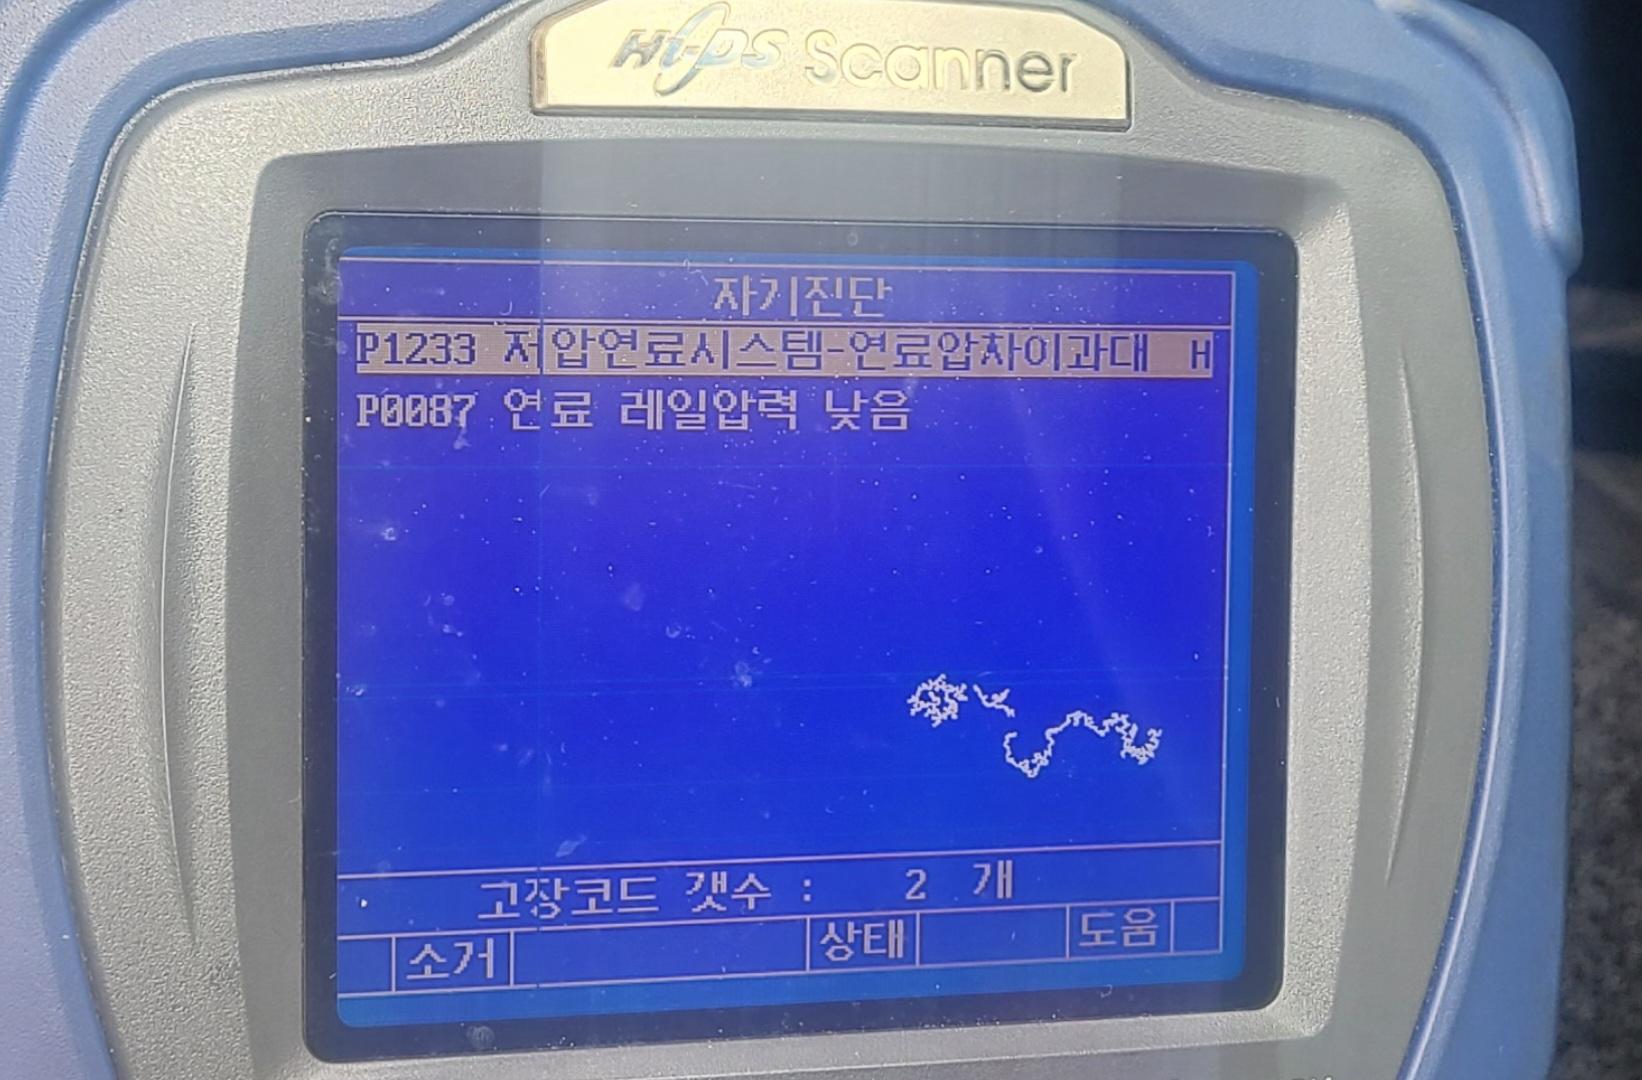 Hi-DS Scanner
자기진단
P1233 저압연료시스템-연료압차이과대 H
P0087 연료 레일압력 낮음
고장코드 갯수 : 2 개
소거 상태 도움